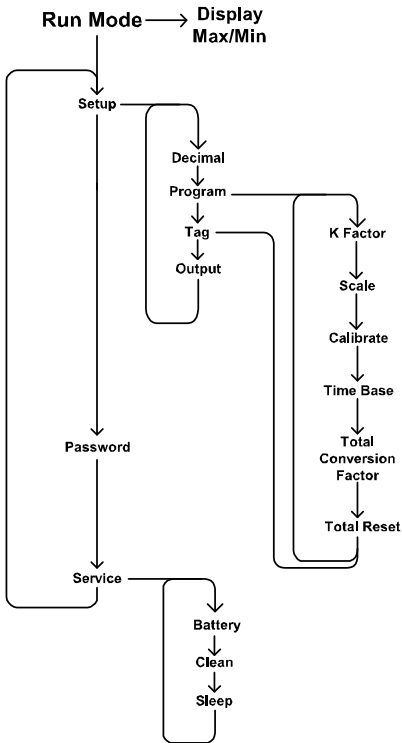 Run Mode
Display
Max/Min
Setup
Decimal
Program
Tag
Output
K Factor
Scale
Calibrate
Time Base
Total
Conversion
Factor
Total Reset
Password
Service
Battery
Clean
Sleep